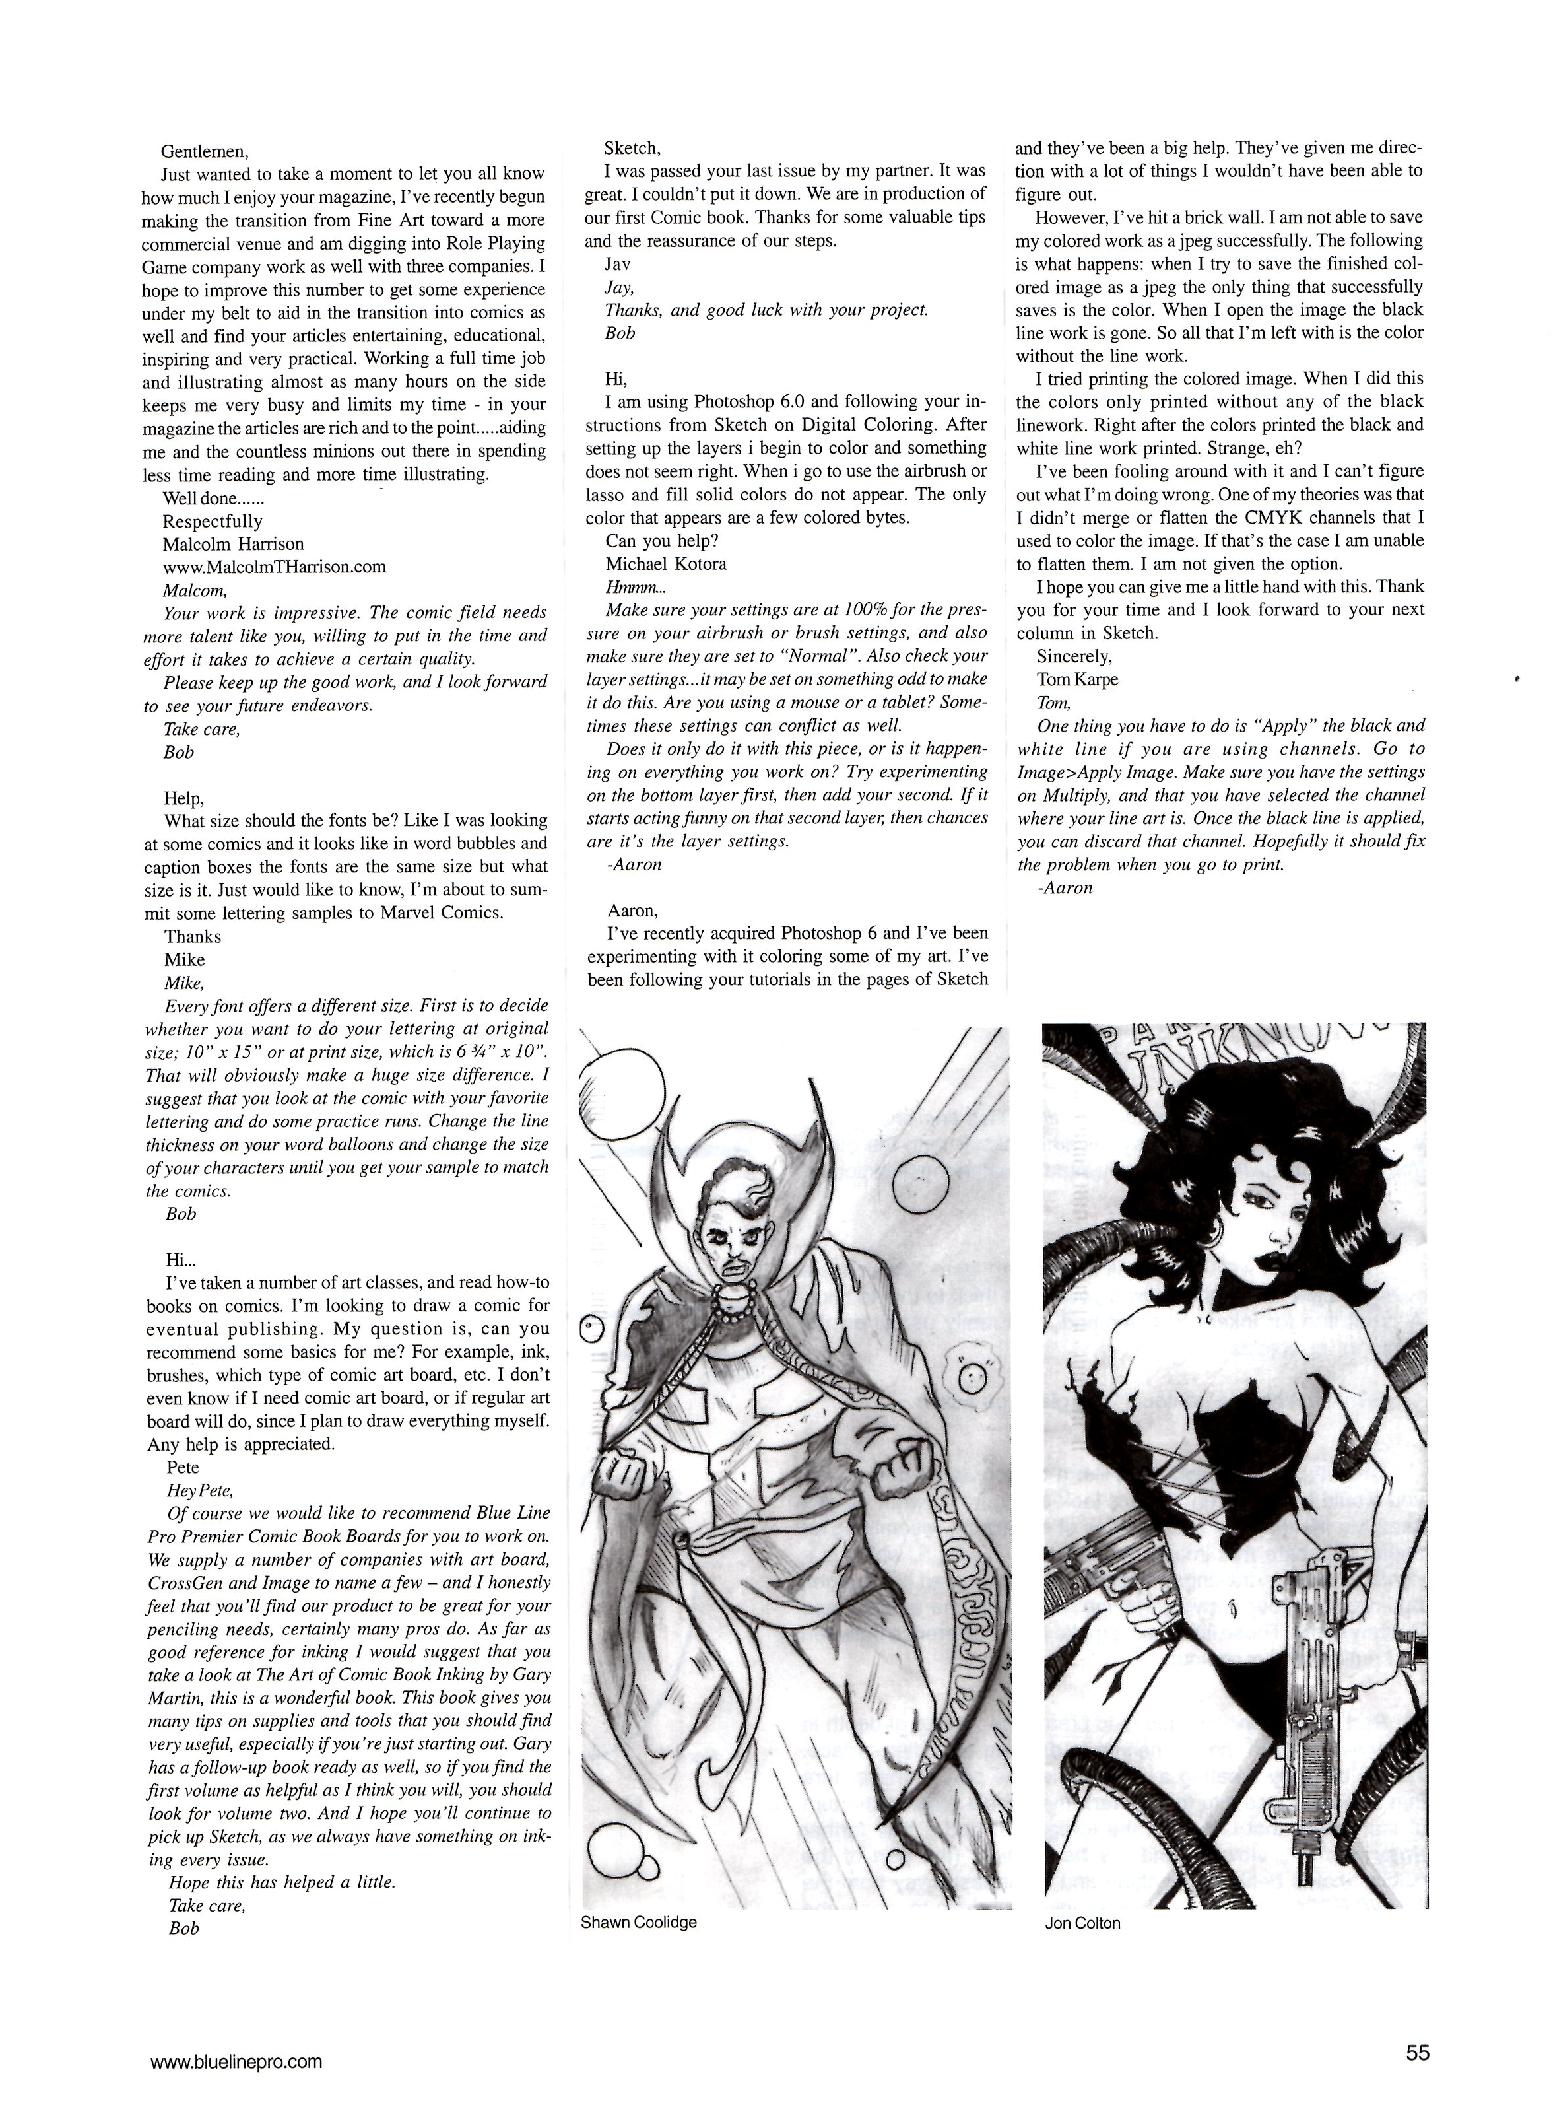 Gentlemen,
Just wanted to take a moment to let you all know
how much I enjoy your magazine, I've recently begun
making the transition from Fine Art toward a more
commercial venue and am digging into Role Playing
Game company work as well with three companies. I
hope to improve this number to get some experience
under my belt to aid in the transition into comics as
well and find your articles entertaining, educational,
inspiring and very practical. Working a full time job
and illustrating almost as many hours on the side
keeps me very busy and limits my time - in your
magazine the articles are rich and to the point.....aiding
me and the countless minions out there in spending
less time reading and more time illustrating.
Well done......
Respectfully
Malcolm Harrison
www.MalcolmTHarrison.com
Malcom,
Your work is impressive. The comic field needs
more talent like you, willing to put in the time and
effort it takes to achieve a certain quality.
Please keep up the good work, and I look forward
to see your future endeavors.
Take care,
Bob
Help,
What size should the fonts be? Like I was looking
at some comics and it looks like in word bubbles and
caption boxes the fonts are the same size but what
size is it. Just would like to know, I'm about to sum-
mit some lettering samples to Marvel Comics.
Thanks
Mike
Mike,
Every font offers a different size. First is to decide
whether you want to do your lettering at original
size; 10" x 15" or at print size, which is 6 ¾" x 10".
That will obviously make a huge size difference. I
suggest that you look at the comic with your favorite
lettering and do some practice runs. Change the line
thickness on your word balloons and change the size
of your characters until you get your sample to match
the comics.
Bob
Hi...
I've taken a number of art classes, and read how-to
books on comics. I'm looking to draw a comic for
eventual publishing. My question is, can you
recommend some basics for me? For example, ink,
brushes, which type of comic art board, etc. I don't
even know if I need comic art board, or if regular art
board will do, since I plan to draw everything myself.
Any help is appreciated.
Pete
Hey Pete,
Of course we would like to recommend Blue Line
Pro Premier Comic Book Boards for you to work on.
We supply a number of companies with art board,
CrossGen and Image to name a few – and I honestly
feel that you'll find our product to be great for your
penciling needs, certainly many pros do. As far as
good reference for inking I would suggest that you
take a look at The Art of Comic Book Inking by Gary
Martin, this is a wonderful book. This book gives you
many tips on supplies and tools that you should find
very useful, especially if you're just starting out. Gary
has a follow-up book ready as well, so if you find the
first volume as helpful as I think you will, you should
look for volume two. And I hope you'll continue to
pick up Sketch, as we always have something on ink-
ing every issue.
Hope this has helped a little.
Take care,
Bob
Sketch,
I was passed your last issue by my partner. It was
great. I couldn't put it down. We are in production of
our first Comic book. Thanks for some valuable tips
and the reassurance of our steps.
Jav
Jay,
Thanks, and good luck with your project.
Bob
Hi,
I am using Photoshop 6.0 and following your in-
structions from Sketch on Digital Coloring. After
setting up the layers i begin to color and something
does not seem right. When i go to use the airbrush or
lasso and fill solid colors do not appear. The only
color that appears are a few colored bytes.
Can you help?
Michael Kotora
Hmmm...
Make sure your settings are at 100% for the pres-
sure on your airbrush or brush settings, and also
make sure they are set to "Normal". Also check your
layer settings...it may be set on something odd to make
it do this. Are you using a mouse or a tablet? Some-
times these settings can conflict as well.
Does it only do it with this piece, or is it happen-
ing on everything you work on? Try experimenting
on the bottom layer first, then add your second. If it
starts acting funny on that second layer, then chances
are it's the layer settings.
-Aaron
Aaron,
I've recently acquired Photoshop 6 and I've been
experimenting with it coloring some of my art. I've
been following your tutorials in the pages of Sketch
and they've been a big help. They've given me direc-
tion with a lot of things I wouldn't have been able to
figure out.
However, I've hit a brick wall. I am not able to save
my colored work as a jpeg successfully. The following
is what happens: when I try to save the finished col-
ored image as a jpeg the only thing that successfully
saves is the color. When I open the image the black
line work is gone. So all that I'm left with is the color
without the line work.
I tried printing the colored image. When I did this
the colors only printed without any of the black
linework. Right after the colors printed the black and
white line work printed. Strange, eh?
I've been fooling around with it and I can't figure
out what I'm doing wrong. One of my theories was that
I didn't merge or flatten the CMYK channels that I
used to color the image. If that's the case I am unable
to flatten them. I am not given the option.
I hope you can give me a little hand with this. Thank
you for your time and I look forward to your next
column in Sketch.
Sincerely,
Tom Karpe
Tom,
One thing you have to do is "Apply" the black and
white line if you are using channels. Go to
Image>Apply Image. Make sure you have the settings
on Multiply, and that you have selected the channel
where your line art is. Once the black line is applied,
you can discard that channel. Hopefully it should fix
the problem when you go to print.
-Aaron
Shawn Coolidge
Jon Colton
www.bluelinepro.com
55